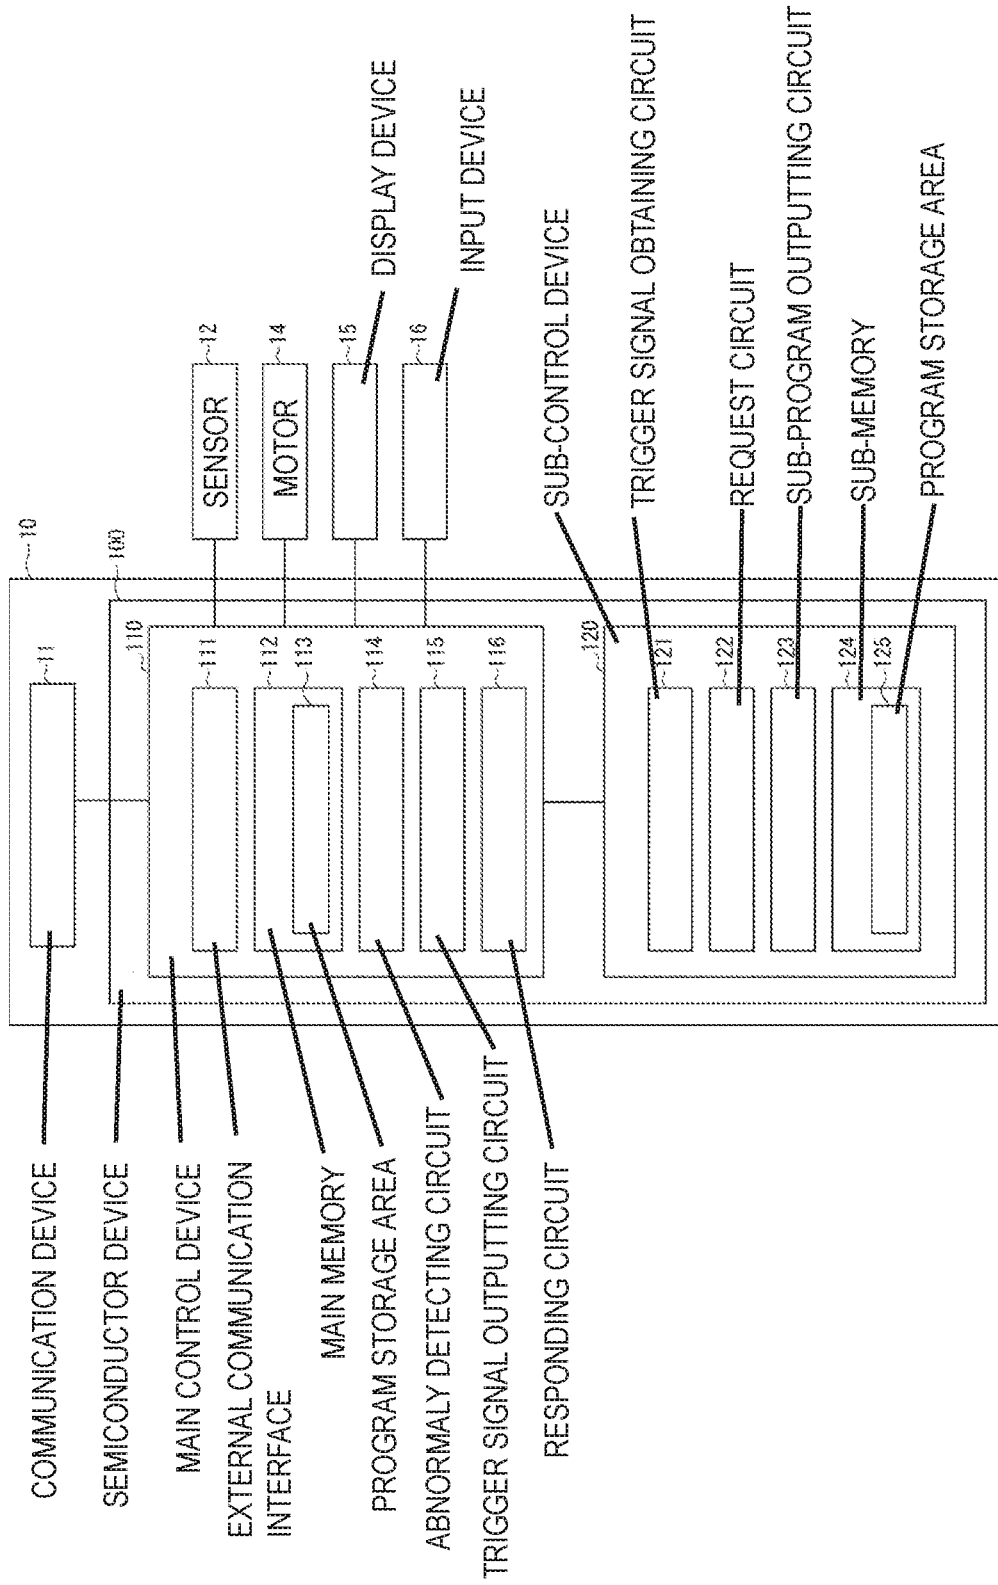 COMMUNICATION DEVICE
SEMICONDUCTOR DEVICE
MAIN CONTROL DEVICE
EXTERNAL COMMUNICATION
INTERFACE
MAIN MEMORY
PROGRAM STORAGE AREA
ABNORMALY DETECTING CIRCUIT
TRIGGER SIGNAL OUTPUTTING CIRCUIT
RESPONDING CIRCUIT
10
11
100
110
111
112
113
114
115
116
120
121
122
123
124
125
SENSOR
12
MOTOR
14
15
16
DISPLAY DEVICE
INPUT DEVICE
SUB-CONTROL DEVICE
TRIGGER SIGNAL OBTAINING CIRCUIT
REQUEST CIRCUIT
SUB-PROGRAM OUTPUTTING CIRCUIT
SUB-MEMORY
PROGRAM STORAGE AREA